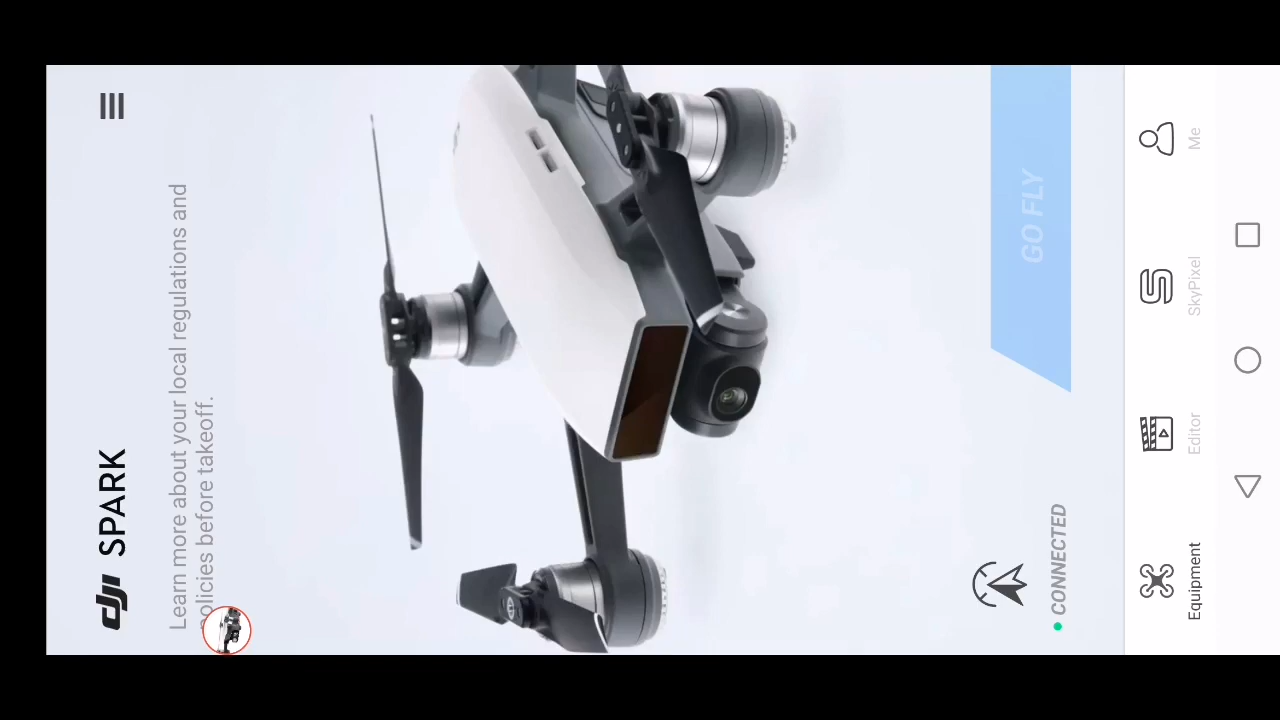 dji SPARK
Learn more about your local regulations and
policies before takeoff.
CONNECTED
GO FLY
Equipment
Editor
SkyPixel
Me